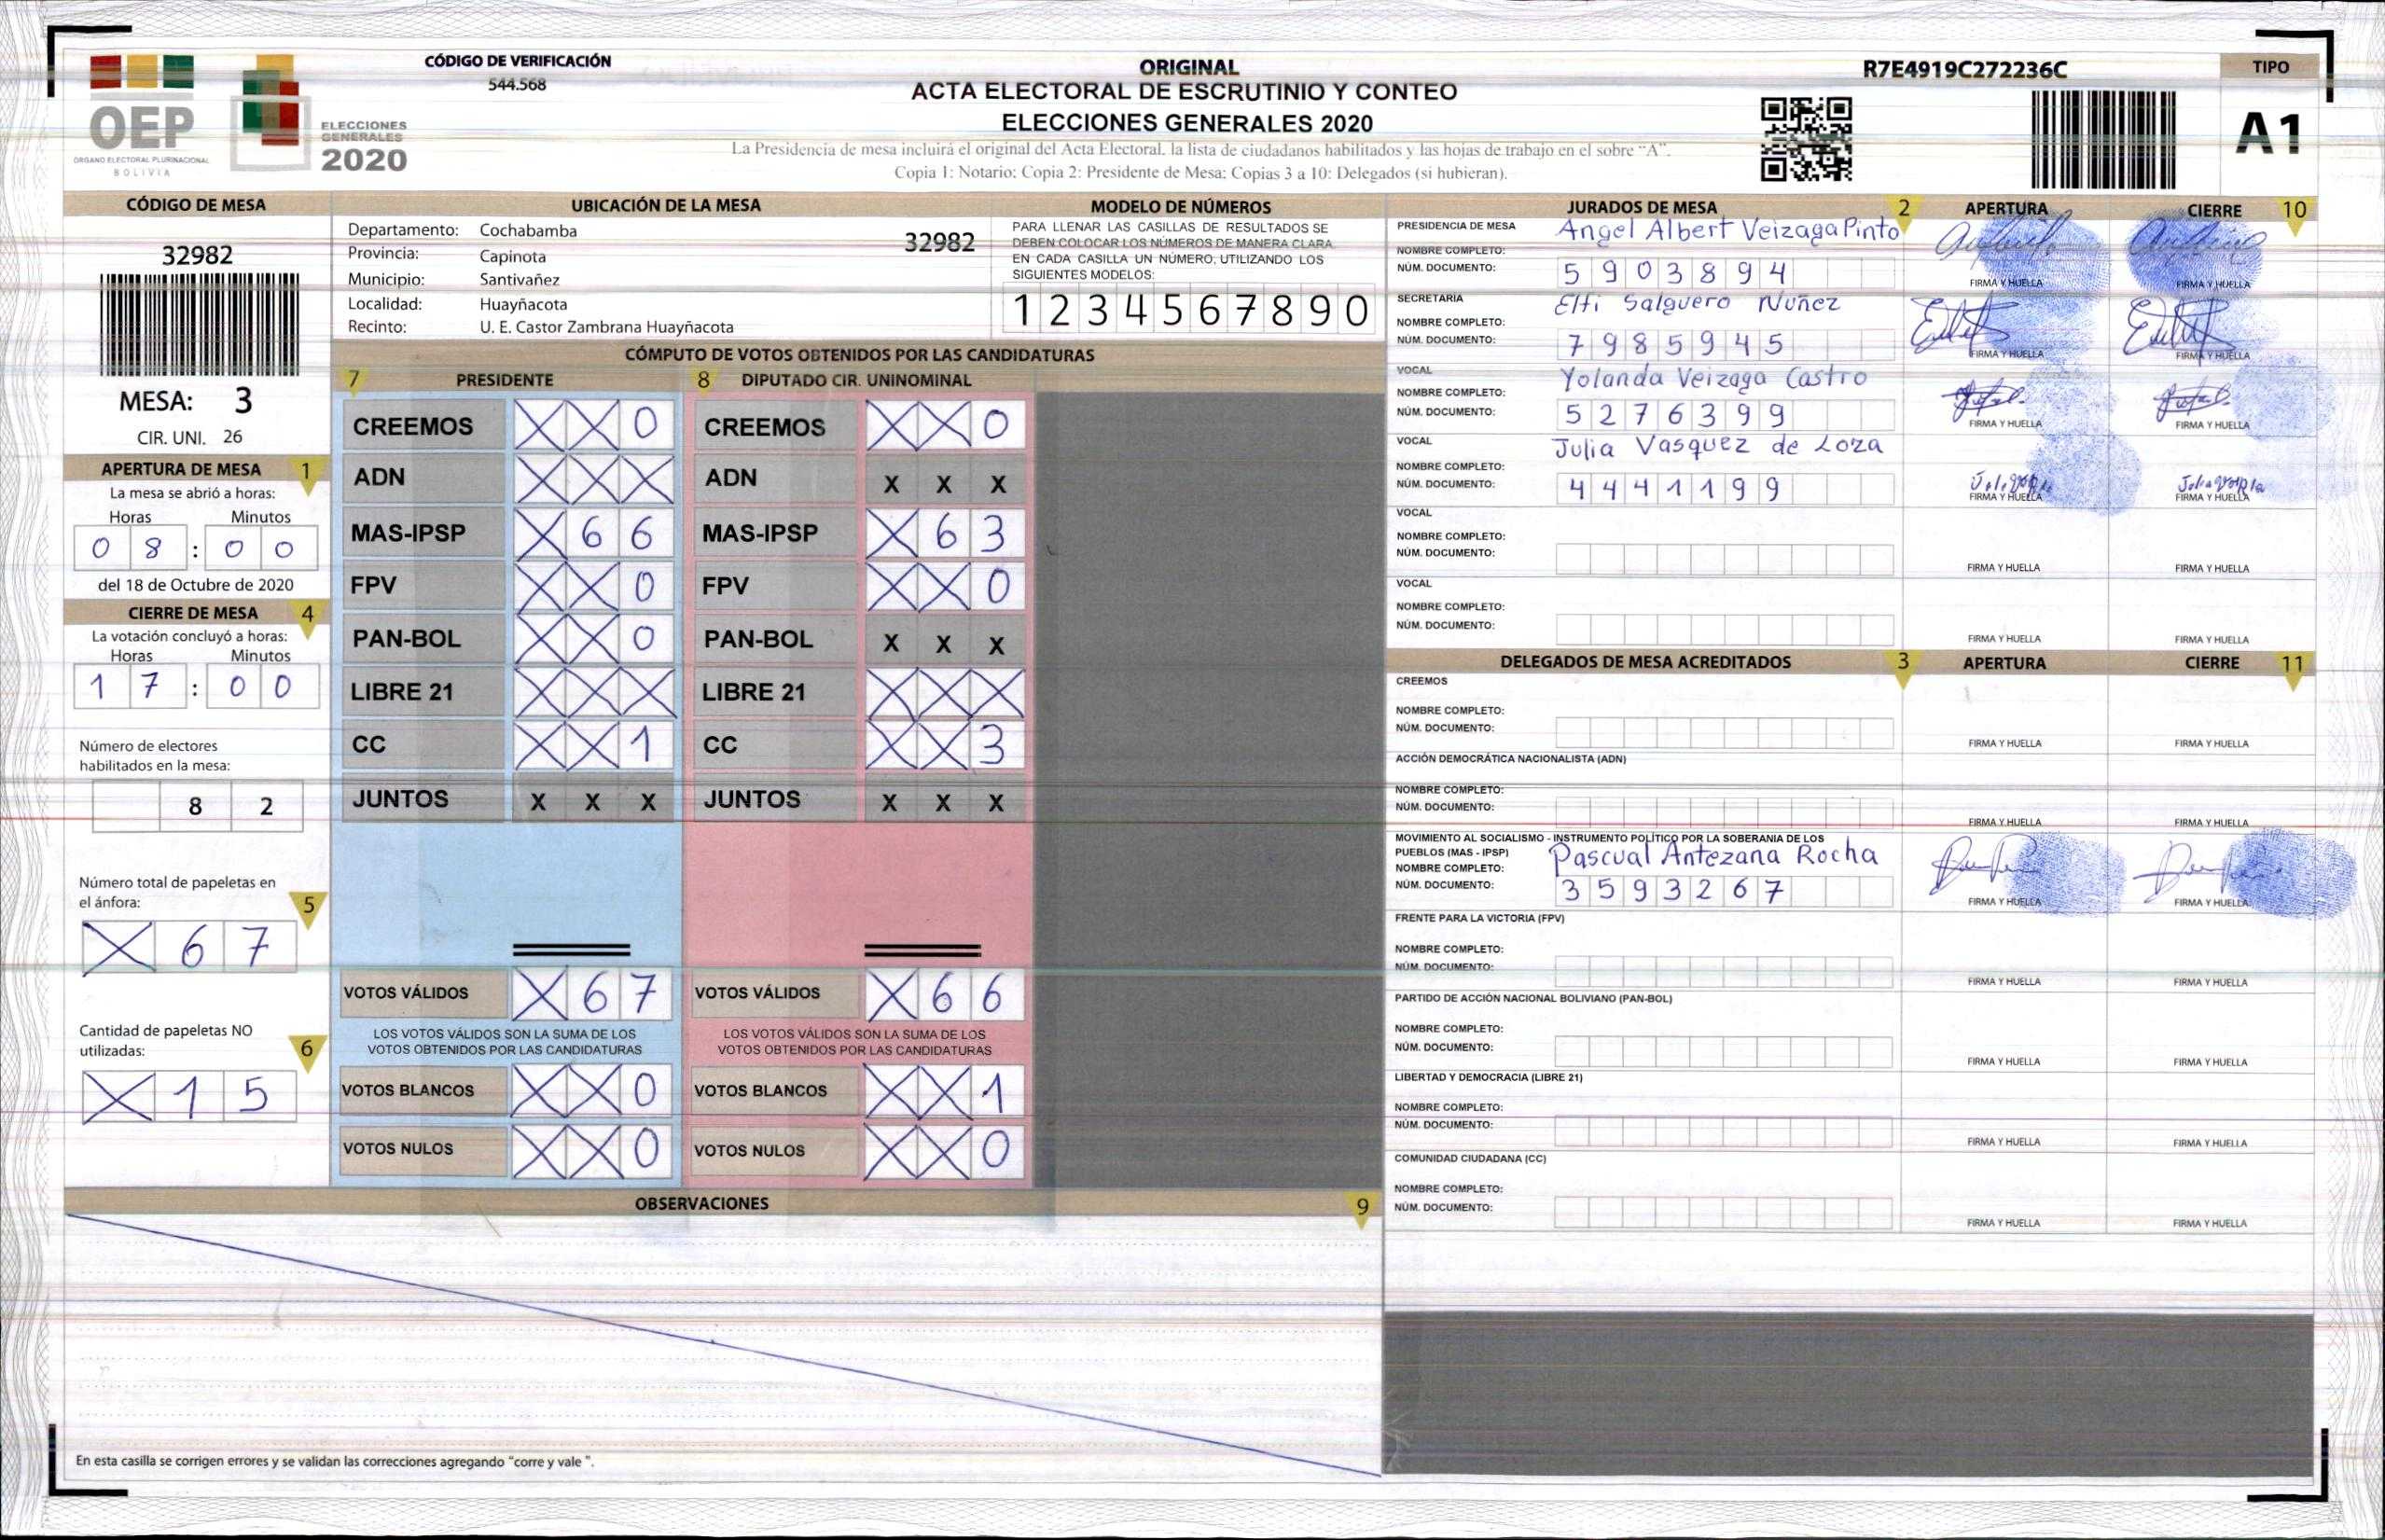 CÓDIGO DE VERIFICACIÓN
544.568
OEP
ÓRGANO ELECTORAL PLURINACIONAL
BOLIVIA
ELECCIONES
GENERALES
2020
ORIGINAL
ACTA ELECTORAL DE ESCRUTINIO Y CONTEO
ELECCIONES GENERALES 2020
La Presidencia de mesa incluirá el original del Acta Electoral, la lista de ciudadanos habilitados y las hojas de trabajo en el sobre "A".
Copia 1: Notario; Copia 2: Presidente de Mesa; Copias 3 a 10: Delegados (si hubieran).
R7E4919C272236C
TIPO
A1
CÓDIGO DE MESA
32982
MESA: 3
CIR. UNI. 26
APERTURA DE MESA 1
La mesa se abrió a horas:
Horas Minutos
0 8 : 0 0
del 18 de Octubre de 2020
CIERRE DE MESA 4
La votación concluyó a horas:
Horas Minutos
1 7 : 0 0
Número de electores
habilitados en la mesa:
8 2
Número total de papeletas en
el ánfora: 5
X 6 7
Cantidad de papeletas NO
utilizadas: 6
X 1 5
UBICACIÓN DE LA MESA
Departamento: Cochabamba
32982
Provincia: Capinota
Municipio: Santivañez
Localidad: Huayñacota
Recinto: U. E. Castor Zambrana Huayñacota
MODELO DE NÚMEROS
PARA LLENAR LAS CASILLAS DE RESULTADOS SE
DEBEN COLOCAR LOS NÚMEROS DE MANERA CLARA
EN CADA CASILLA UN NÚMERO, UTILIZANDO LOS
SIGUIENTES MODELOS:
1 2 3 4 5 6 7 8 9 0
CÓMPUTO DE VOTOS OBTENIDOS POR LAS CANDIDATURAS
7 PRESIDENTE 8 DIPUTADO CIR. UNINOMINAL
CREEMOS X X 0 CREEMOS X X 0
ADN X X X ADN X X X
MAS-IPSP X 6 6 MAS-IPSP X 6 3
FPV X X 0 FPV X X 0
PAN-BOL X X 0 PAN-BOL X X X
LIBRE 21 X X X LIBRE 21 X X X
CC X X 1 CC X X 3
JUNTOS X X X JUNTOS X X X
VOTOS VÁLIDOS X 6 7 VOTOS VÁLIDOS X 6 6
LOS VOTOS VÁLIDOS SON LA SUMA DE LOS LOS VOTOS VÁLIDOS SON LA SUMA DE LOS
VOTOS OBTENIDOS POR LAS CANDIDATURAS VOTOS OBTENIDOS POR LAS CANDIDATURAS
VOTOS BLANCOS X X 0 VOTOS BLANCOS X X 1
VOTOS NULOS X X 0 VOTOS NULOS X X 0
OBSERVACIONES 9
En esta casilla se corrigen errores y se validan las correcciones agregando "corre y vale ".
JURADOS DE MESA 2 APERTURA CIERRE 10
PRESIDENCIA DE MESA Angel Albert Veizaga Pinto
NOMBRE COMPLETO:
NÚM. DOCUMENTO: 5 9 0 3 8 9 4
FIRMA Y HUELLA FIRMA Y HUELLA
SECRETARIA Elfi Salguero Nuñez
NOMBRE COMPLETO:
NÚM. DOCUMENTO: 7 9 8 5 9 4 5
FIRMA Y HUELLA FIRMA Y HUELLA
VOCAL Yolanda Veizaga Castro
NOMBRE COMPLETO:
NÚM. DOCUMENTO: 5 2 7 6 3 9 9
FIRMA Y HUELLA FIRMA Y HUELLA
VOCAL Julia Vasquez de Loza
NOMBRE COMPLETO:
NÚM. DOCUMENTO: 4 4 4 1 1 9 9
FIRMA Y HUELLA FIRMA Y HUELLA
VOCAL
NOMBRE COMPLETO:
NÚM. DOCUMENTO:
FIRMA Y HUELLA FIRMA Y HUELLA
VOCAL
NOMBRE COMPLETO:
NÚM. DOCUMENTO:
FIRMA Y HUELLA FIRMA Y HUELLA
DELEGADOS DE MESA ACREDITADOS 3 APERTURA CIERRE 11
CREEMOS
NOMBRE COMPLETO:
NÚM. DOCUMENTO:
FIRMA Y HUELLA FIRMA Y HUELLA
ACCIÓN DEMOCRÁTICA NACIONALISTA (ADN)
NOMBRE COMPLETO:
NÚM. DOCUMENTO:
FIRMA Y HUELLA FIRMA Y HUELLA
MOVIMIENTO AL SOCIALISMO - INSTRUMENTO POLÍTICO POR LA SOBERANIA DE LOS
PUEBLOS (MAS - IPSP) Pascual Antezana Rocha
NOMBRE COMPLETO:
NÚM. DOCUMENTO: 3 5 9 3 2 6 7
FIRMA Y HUELLA FIRMA Y HUELLA
FRENTE PARA LA VICTORIA (FPV)
NOMBRE COMPLETO:
NÚM. DOCUMENTO:
FIRMA Y HUELLA FIRMA Y HUELLA
PARTIDO DE ACCIÓN NACIONAL BOLIVIANO (PAN-BOL)
NOMBRE COMPLETO:
NÚM. DOCUMENTO:
FIRMA Y HUELLA FIRMA Y HUELLA
LIBERTAD Y DEMOCRACIA (LIBRE 21)
NOMBRE COMPLETO:
NÚM. DOCUMENTO:
FIRMA Y HUELLA FIRMA Y HUELLA
COMUNIDAD CIUDADANA (CC)
NOMBRE COMPLETO:
NÚM. DOCUMENTO:
FIRMA Y HUELLA FIRMA Y HUELLA